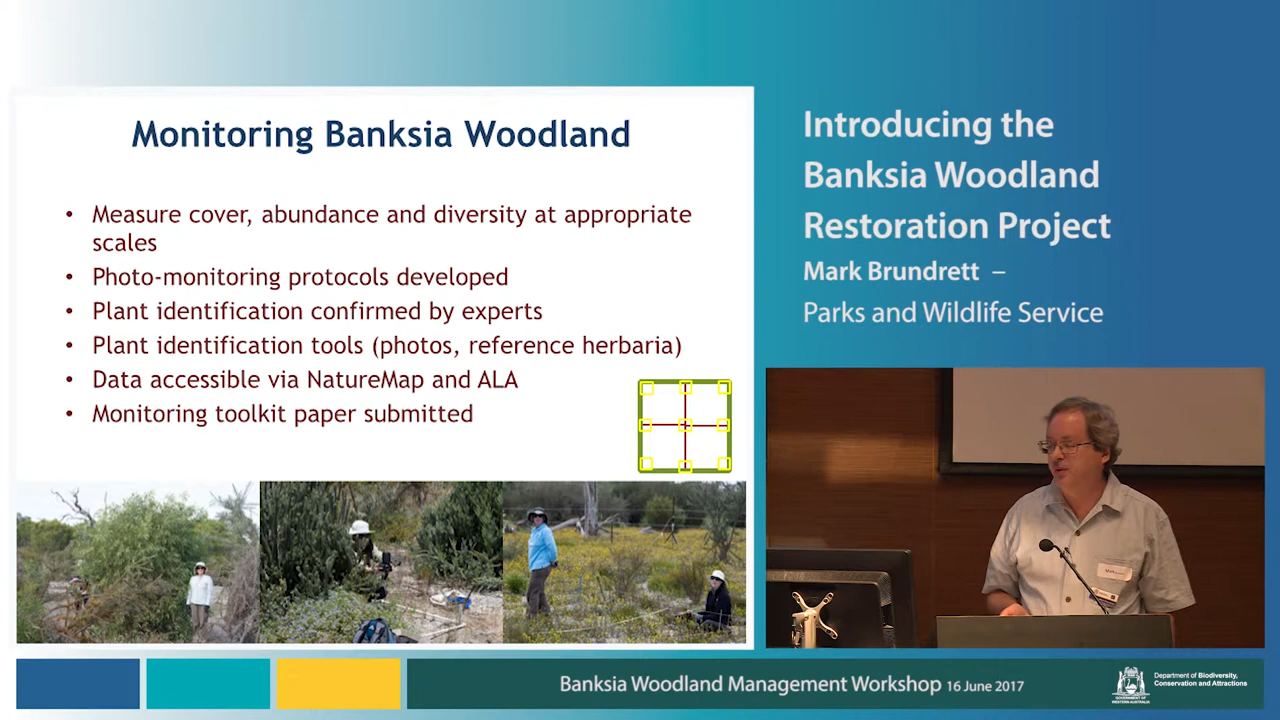 Monitoring Banksia Woodland
• Measure cover, abundance and diversity at appropriate
scales
• Photo-monitoring protocols developed
• Plant identification confirmed by experts
• Plant identification tools (photos, reference herbaria)
• Data accessible via NatureMap and ALA
• Monitoring toolkit paper submitted
Introducing the
Banksia Woodland
Restoration Project
Mark Brundrett –
Parks and Wildlife Service
Banksia Woodland Management Workshop 16 June 2017
GOVERNMENT OF
WESTERN AUSTRALIA
Department of Biodiversity,
Conservation and Attractions